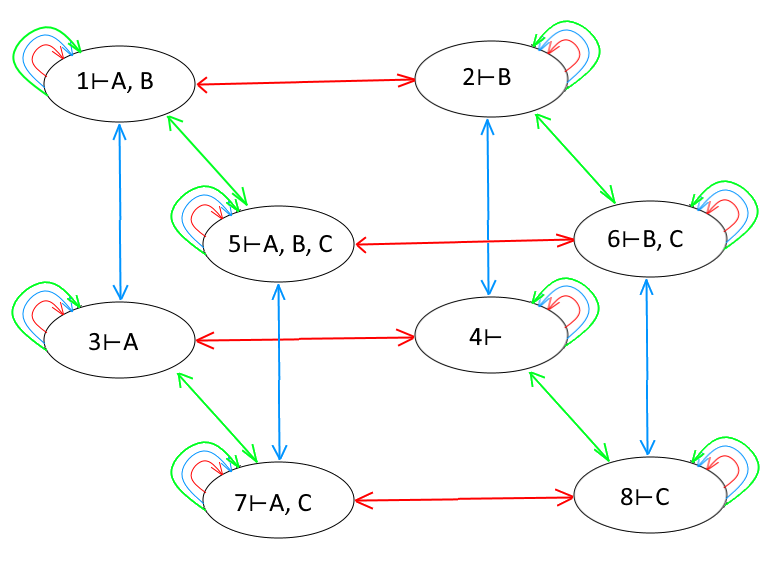 1⊢A, B
2⊢B
5⊢A, B, C
6⊢B, C
3⊢A
4⊢
7⊢A, C
8⊢C